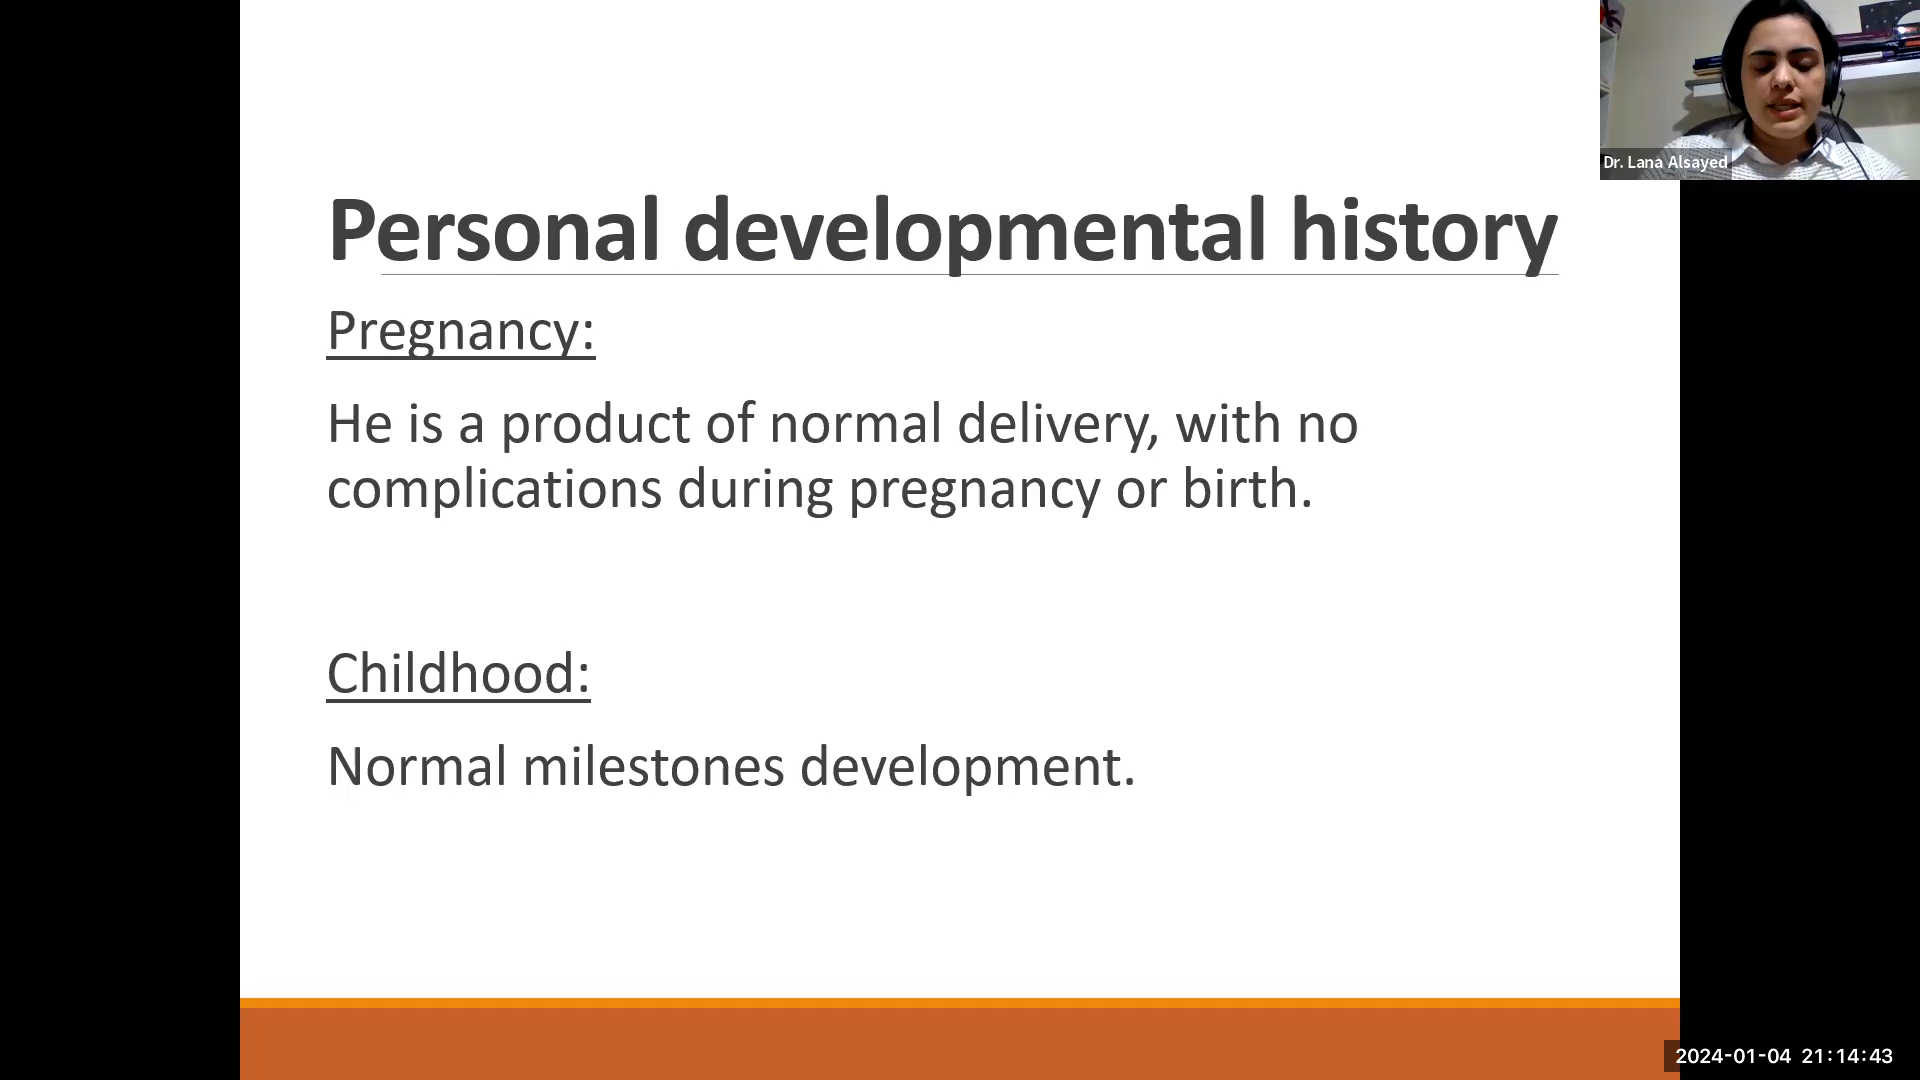 Dr. Lana Alsayed
Personal developmental history
Pregnancy:
He is a product of normal delivery, with no
complications during pregnancy or birth.
Childhood:
Normal milestones development.
2024-01-04 21:14:43